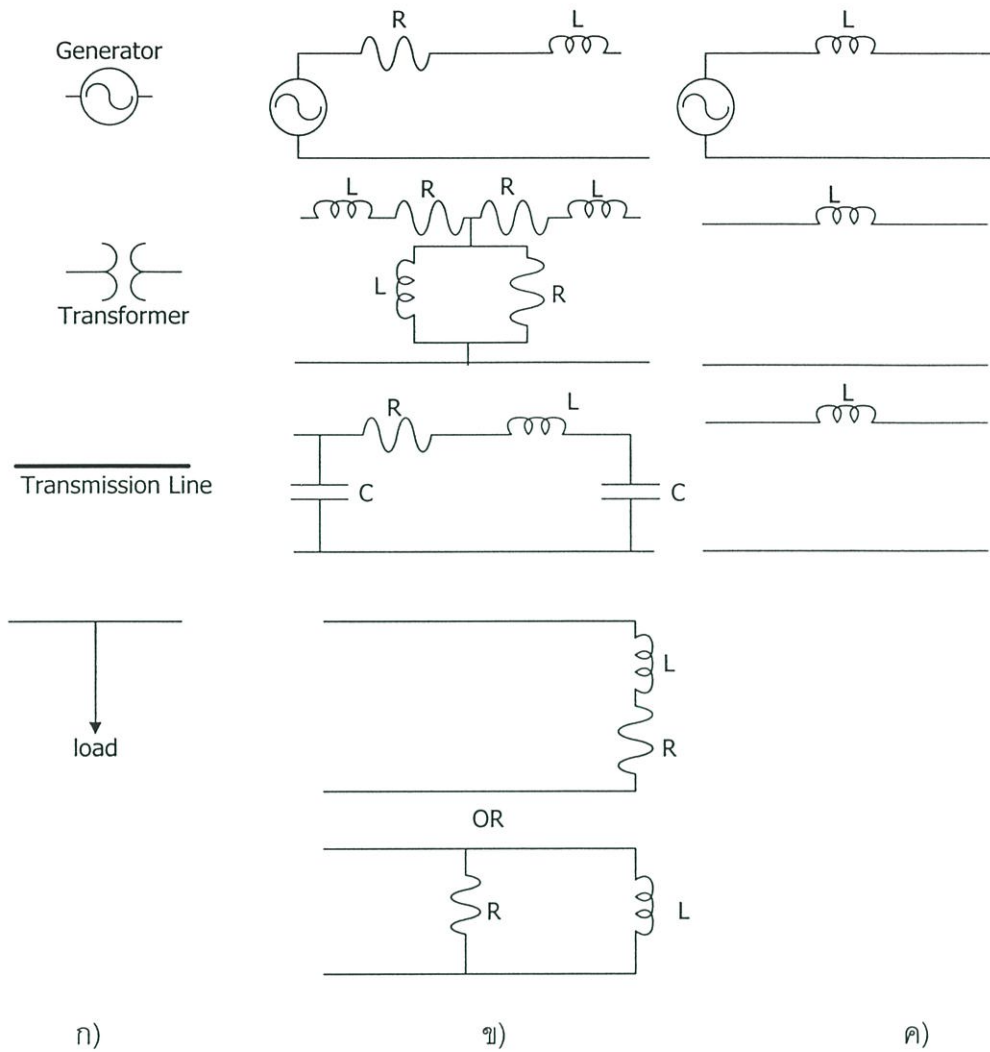 Generator
R
L
L
L
R
R
L
L
L
R
Transformer
R
L
L
Transmission Line
C
C
L
R
load
OR
R
L
ก)
ข)
ค)